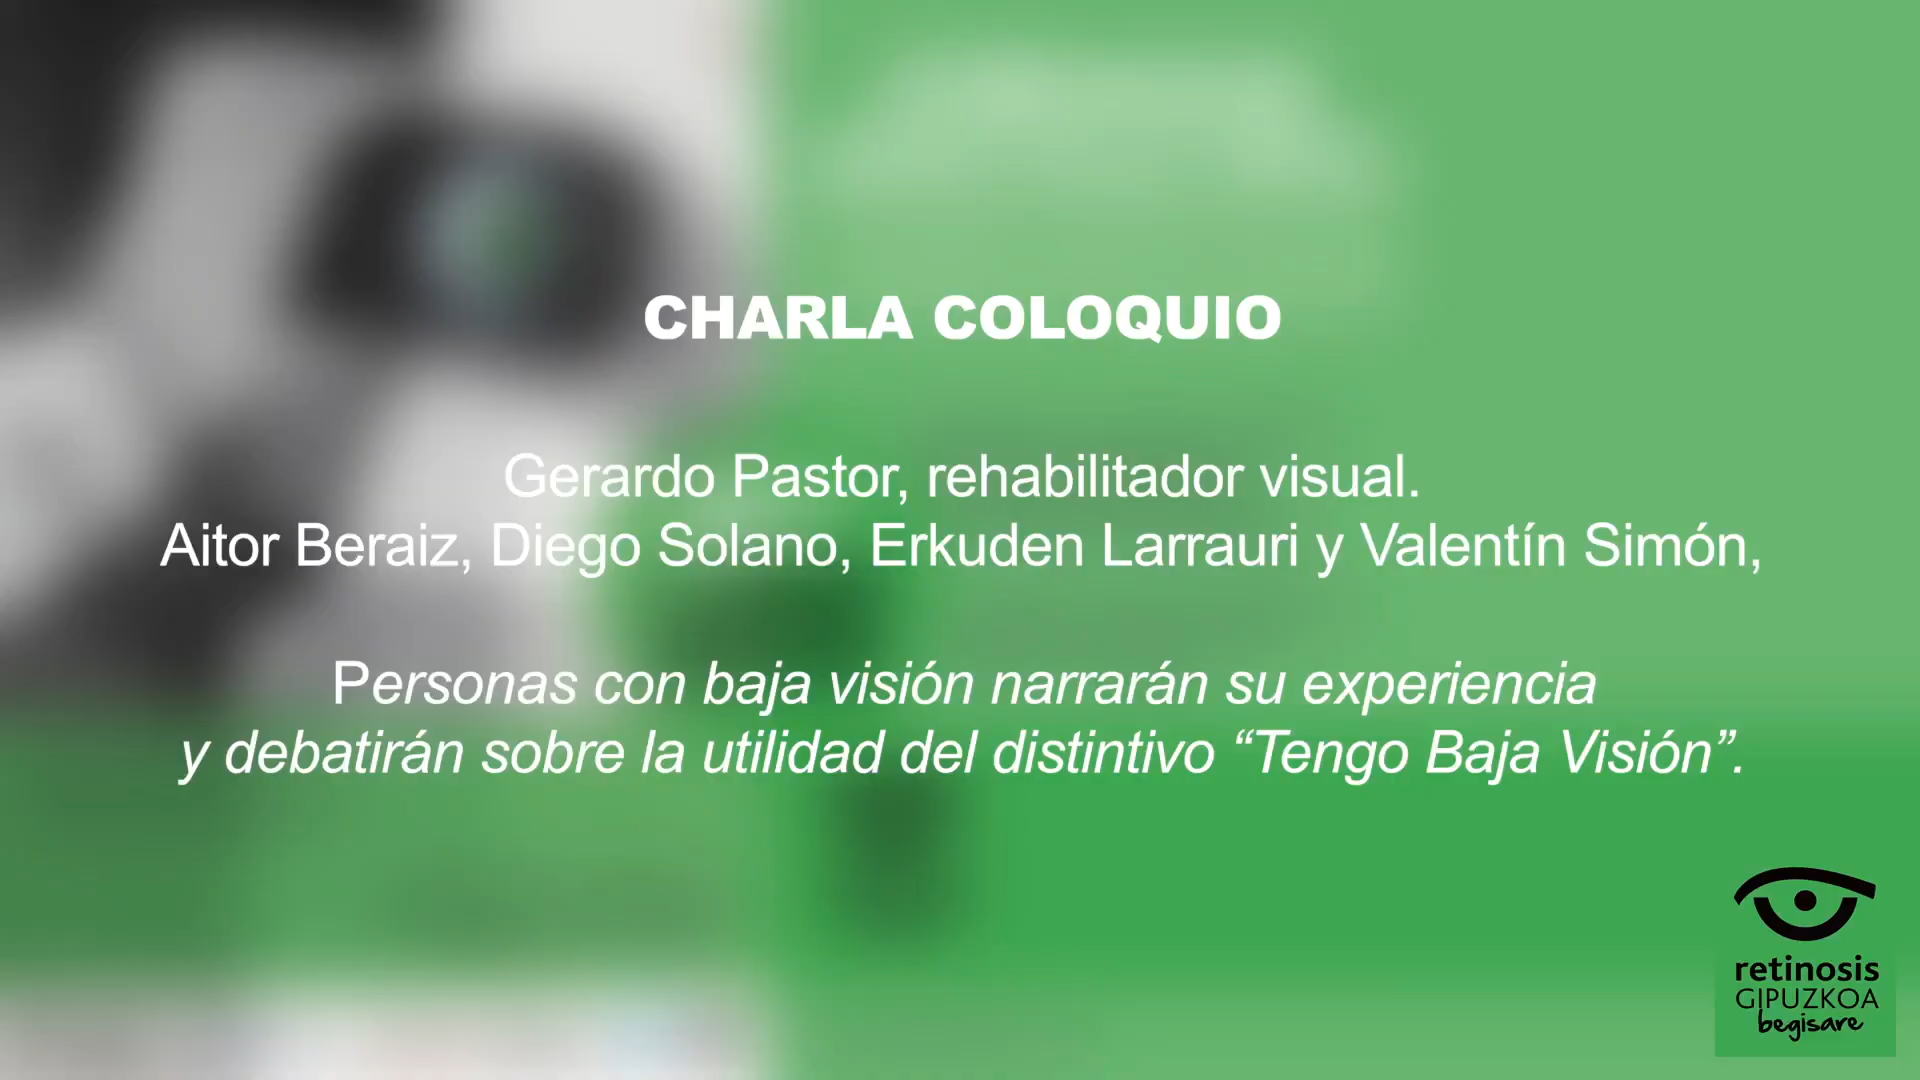 CHARLA COLOQUIO
Gerardo Pastor, rehabilitador visual.
Aitor Beraiz, Diego Solano, Erkuden Larrauri y Valentín Simón,
Personas con baja visión narrarán su experiencia
y debatirán sobre la utilidad del distintivo “Tengo Baja Visión”.
retinosis
GIPUZKOA
begisare